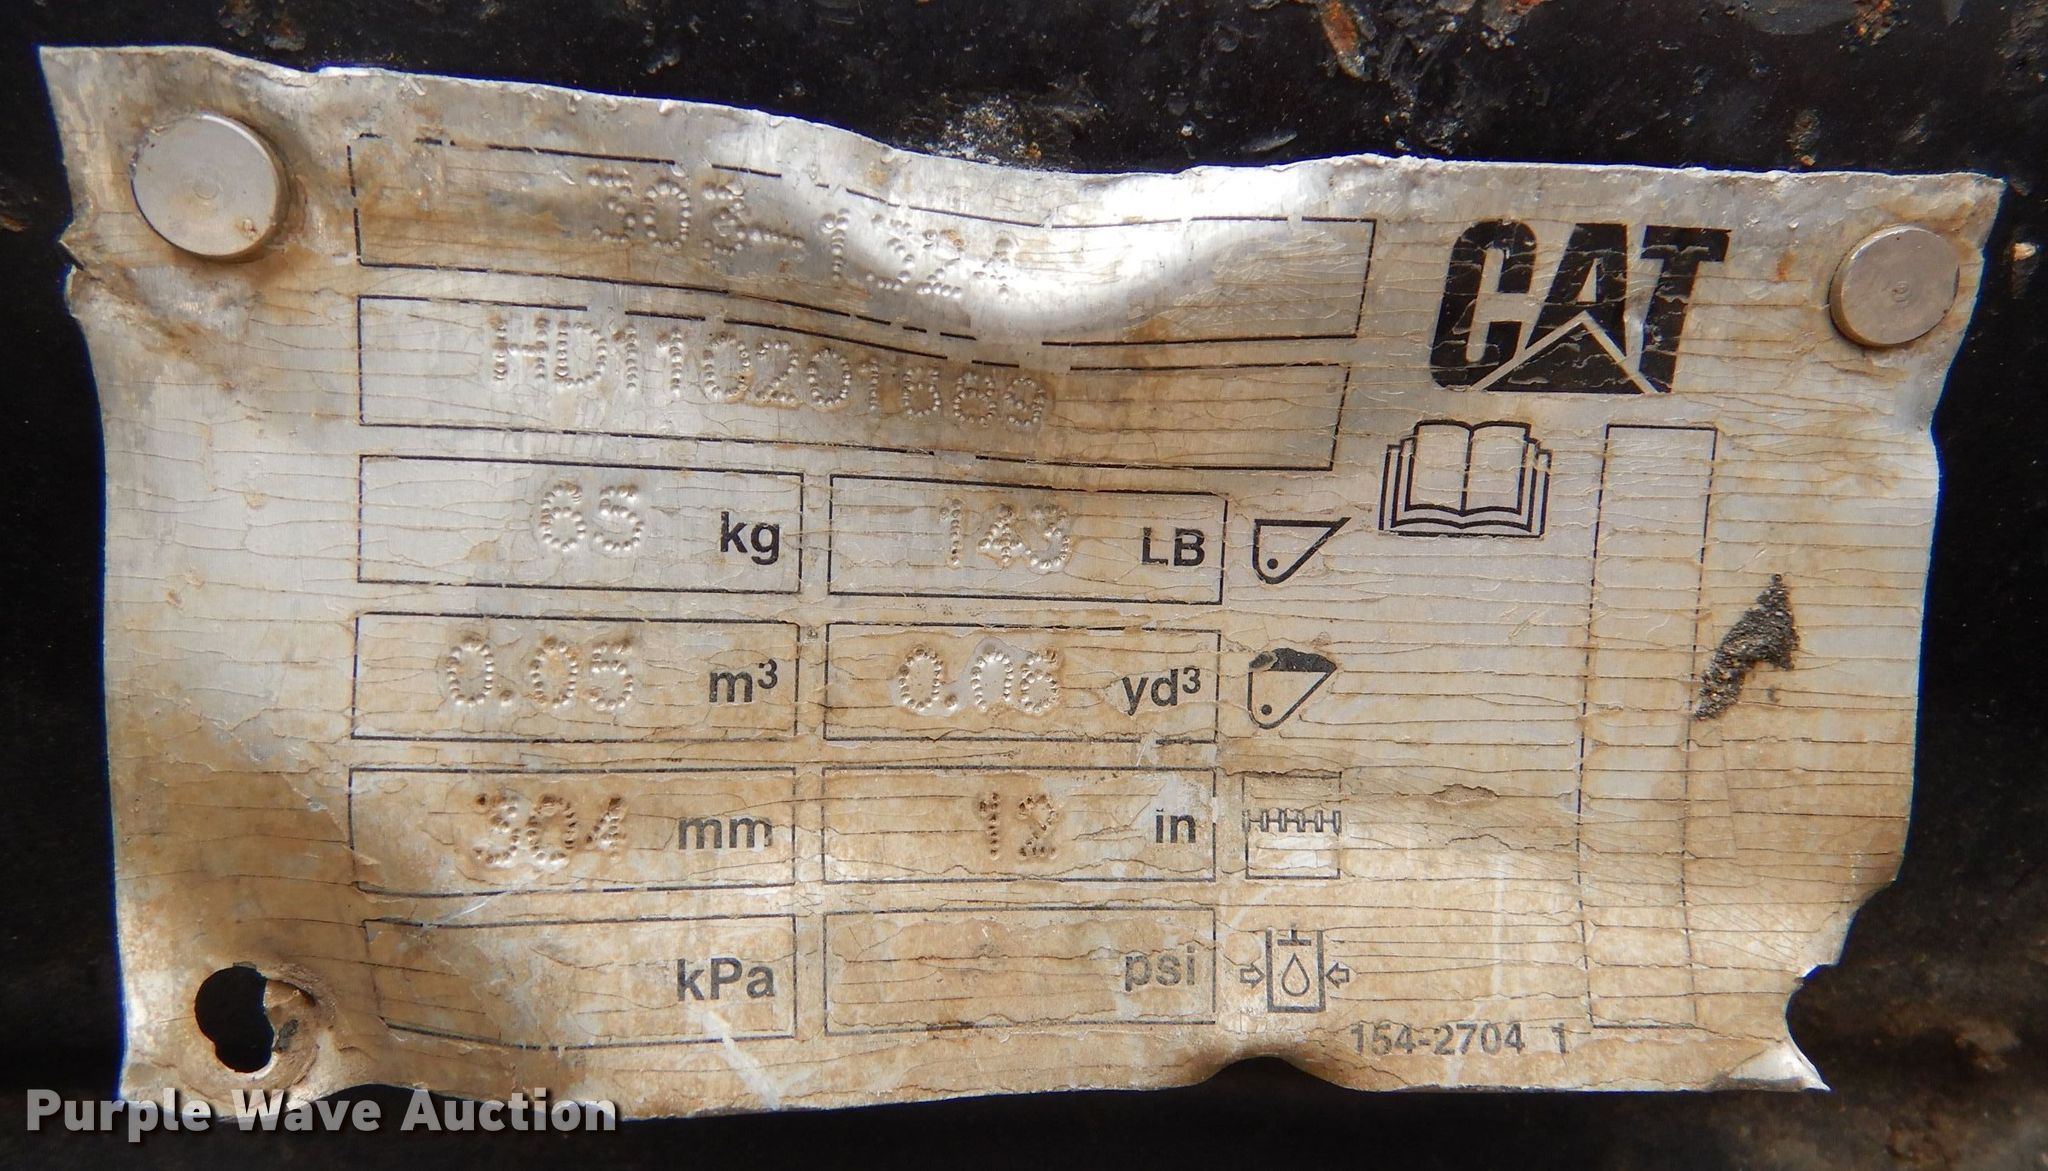 CAT
HD110201688
65 kg 143 LB
0.05 m³ 0.06 yd³
304 mm 12 in
kPa psi
154-2704 1
Purple Wave Auction